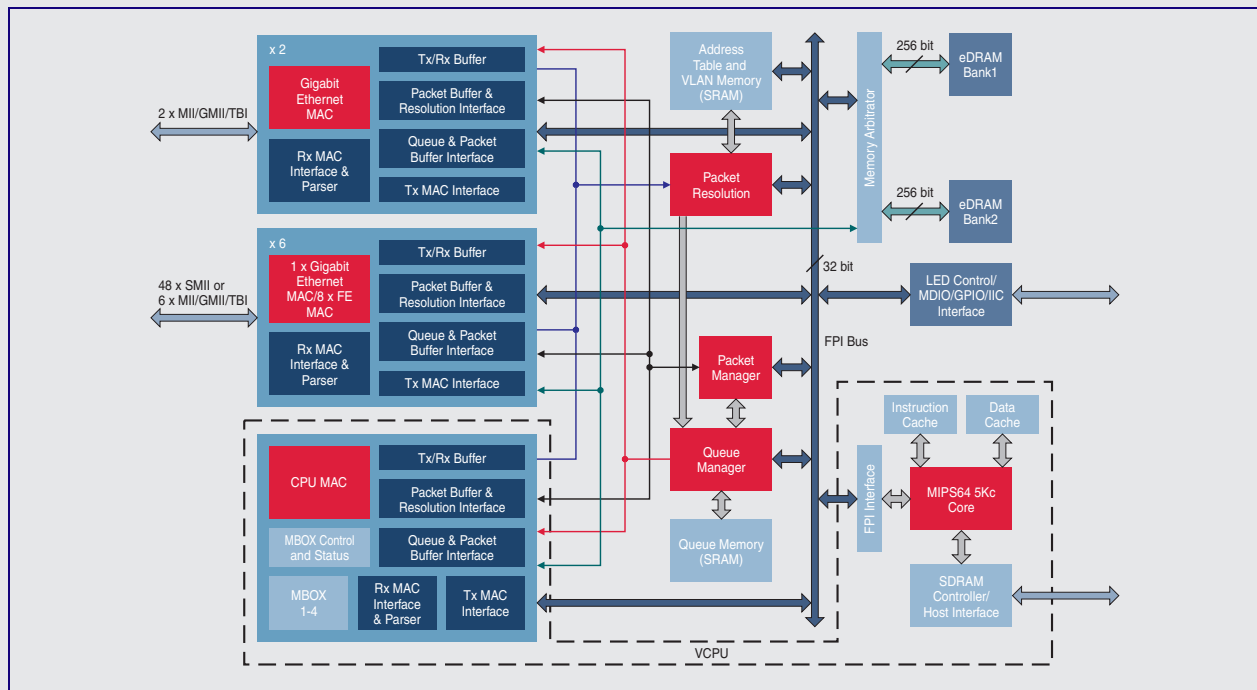 x 2
Gigabit
Ethernet
MAC
Rx MAC
Interface &
Parser
Tx/Rx Buffer
Packet Buffer &
Resolution Interface
Queue & Packet
Buffer Interface
Tx MAC Interface
2 x MII/GMII/TBI
x 6
1 x Gigabit
Ethernet
MAC/8 x FE
MAC
Rx MAC
Interface &
Parser
Tx/Rx Buffer
Packet Buffer &
Resolution Interface
Queue & Packet
Buffer Interface
Tx MAC Interface
48 x SMII or
6 x MII/GMII/TBI
CPU MAC
MBOX Control
and Status
MBOX
1-4
Tx/Rx Buffer
Packet Buffer &
Resolution Interface
Queue & Packet
Buffer Interface
Rx MAC
Interface
& Parser
Tx MAC
Interface
Address
Table and
VLAN Memory
(SRAM)
Packet
Resolution
Packet
Manager
Queue
Manager
Queue Memory
(SRAM)
32 bit
FPI Bus
Memory Arbitrator
256 bit
eDRAM
Bank1
256 bit
eDRAM
Bank2
LED Control/
MDIO/GPIO/IIC
Interface
Instruction
Cache
Data
Cache
FPI Interface
MIPS64 5Kc
Core
SDRAM
Controller/
Host Interface
VCPU